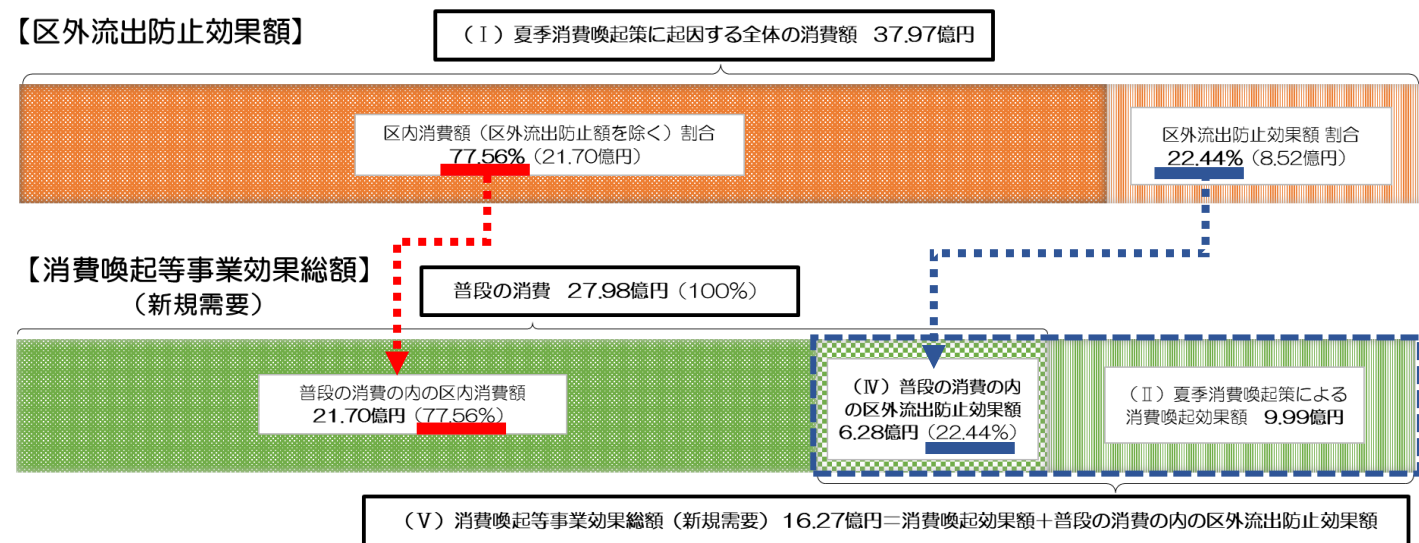 【区外流出防止効果額】
（Ⅰ）夏季消費喚起策に起因する全体の消費額 37.97億円
区内消費額（区外流出防止額を除く）割合
77.56%（21.70億円）
区外流出防止効果額 割合
22.44%（8.52億円）
【消費喚起等事業効果総額】
（新規需要）
普段の消費 27.98億円（100%）
普段の消費の内の区内消費額
21.70億円（77.56%）
（Ⅳ）普段の消費の内
の区外流出防止効果額
6.28億円（22.44%）
（Ⅱ）夏季消費喚起策による
消費喚起効果額 9.99億円
（Ⅴ）消費喚起等事業効果総額（新規需要）16.27億円＝消費喚起効果額＋普段の消費の内の区外流出防止効果額